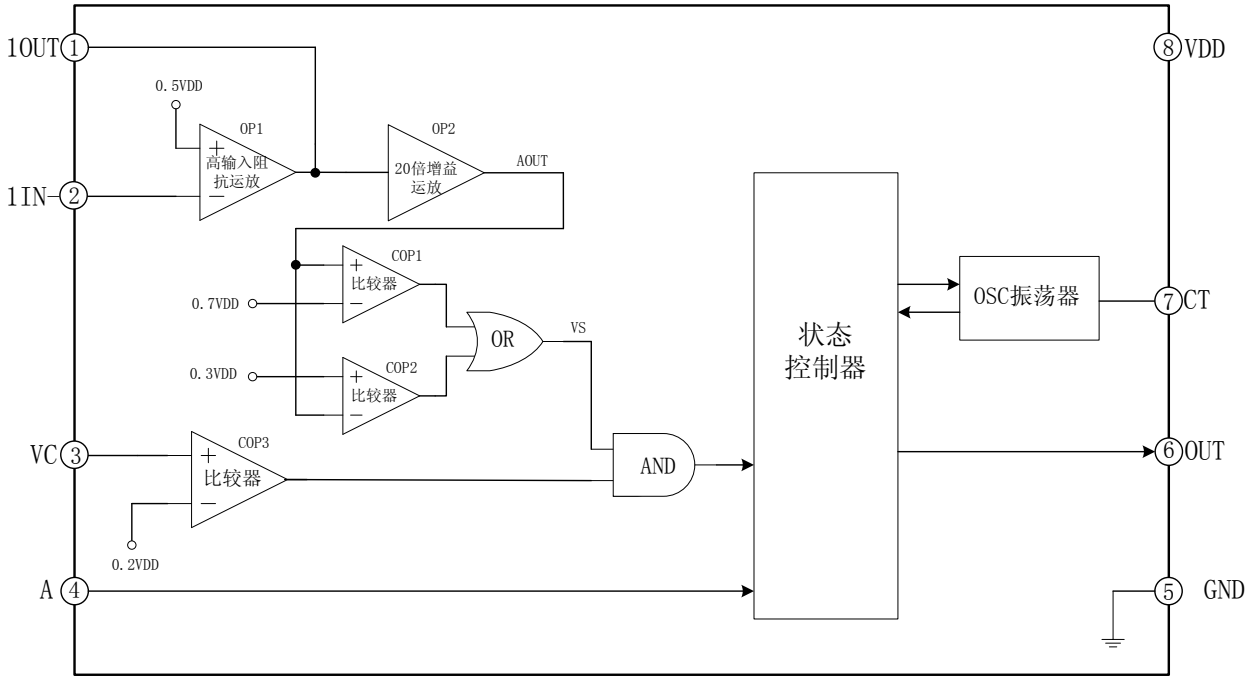 1OUT
1
8
VDD
0.5VDD
OP1
OP2
+
高输入阻
抗运放
−
20倍增益
运放
AOUT
1IN−
2
COP1
+
比较器
−
0.7VDD
OR
VS
OSC振荡器
7
CT
状态
控制器
0.3VDD
COP2
+
比较器
−
VC
3
COP3
+
比较器
−
AND
6
OUT
0.2VDD
A
4
5
GND